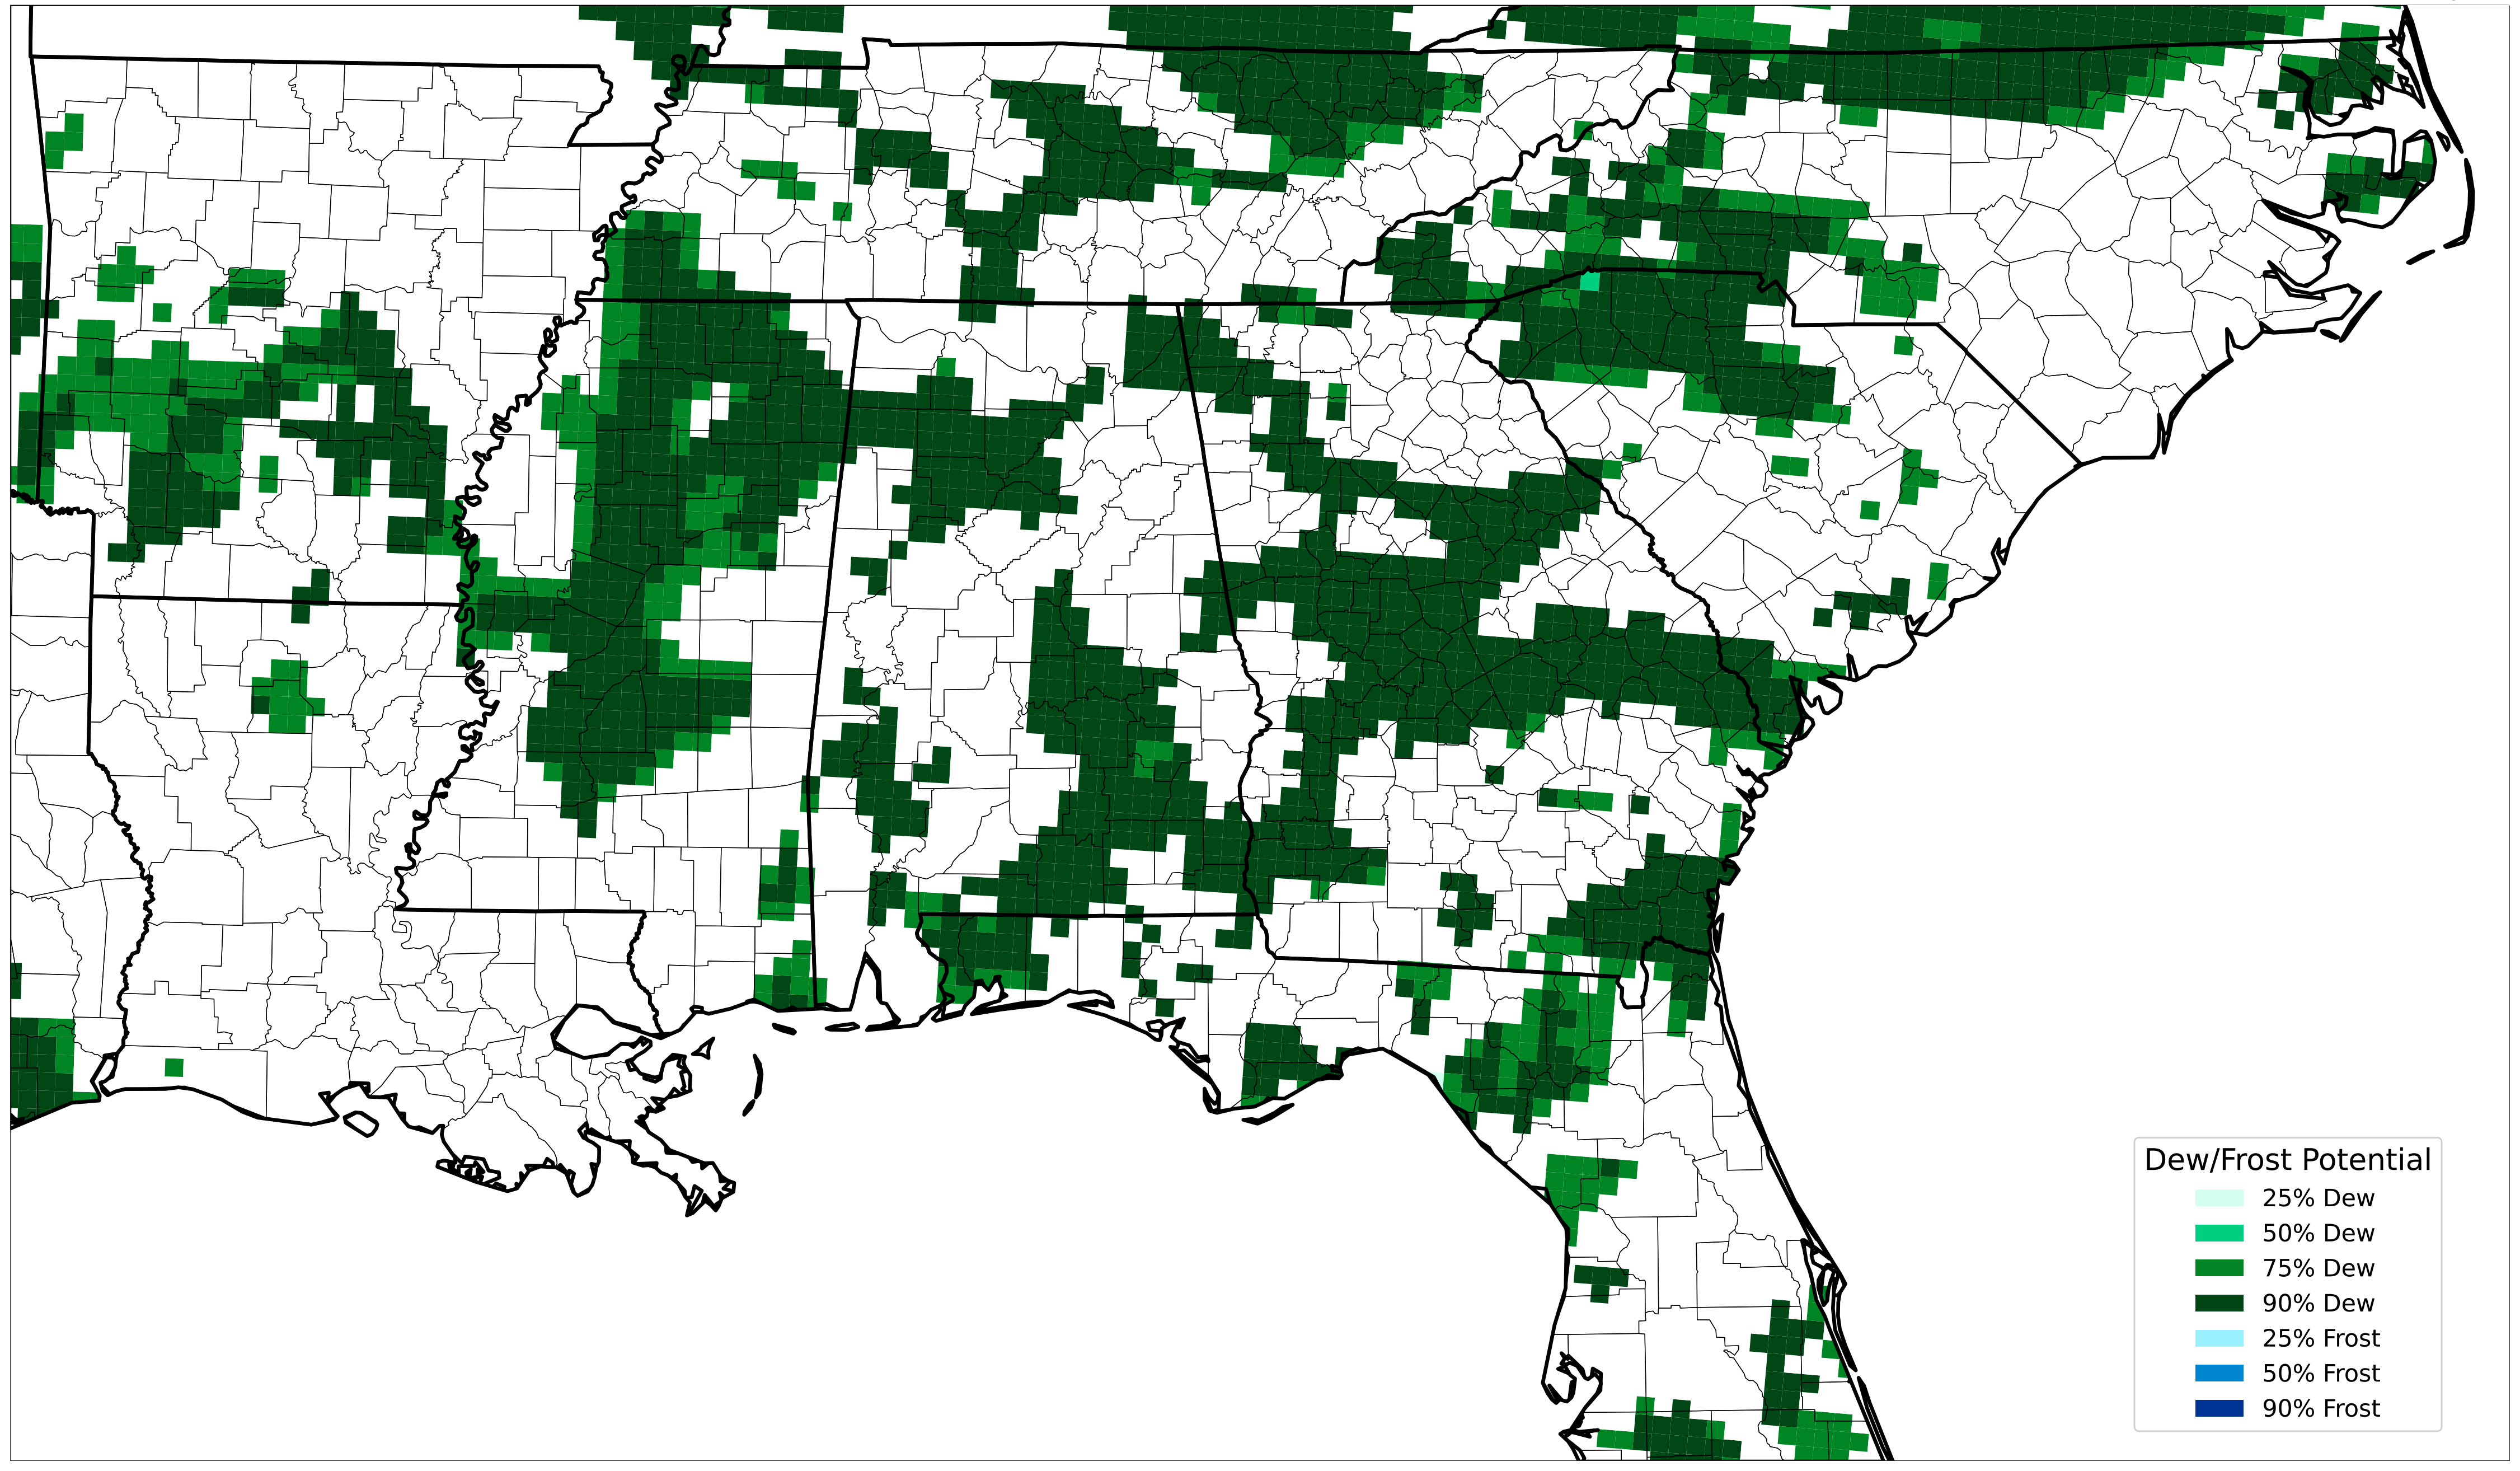 Dew/Frost Potential
25% Dew
50% Dew
75% Dew
90% Dew
25% Frost
50% Frost
90% Frost